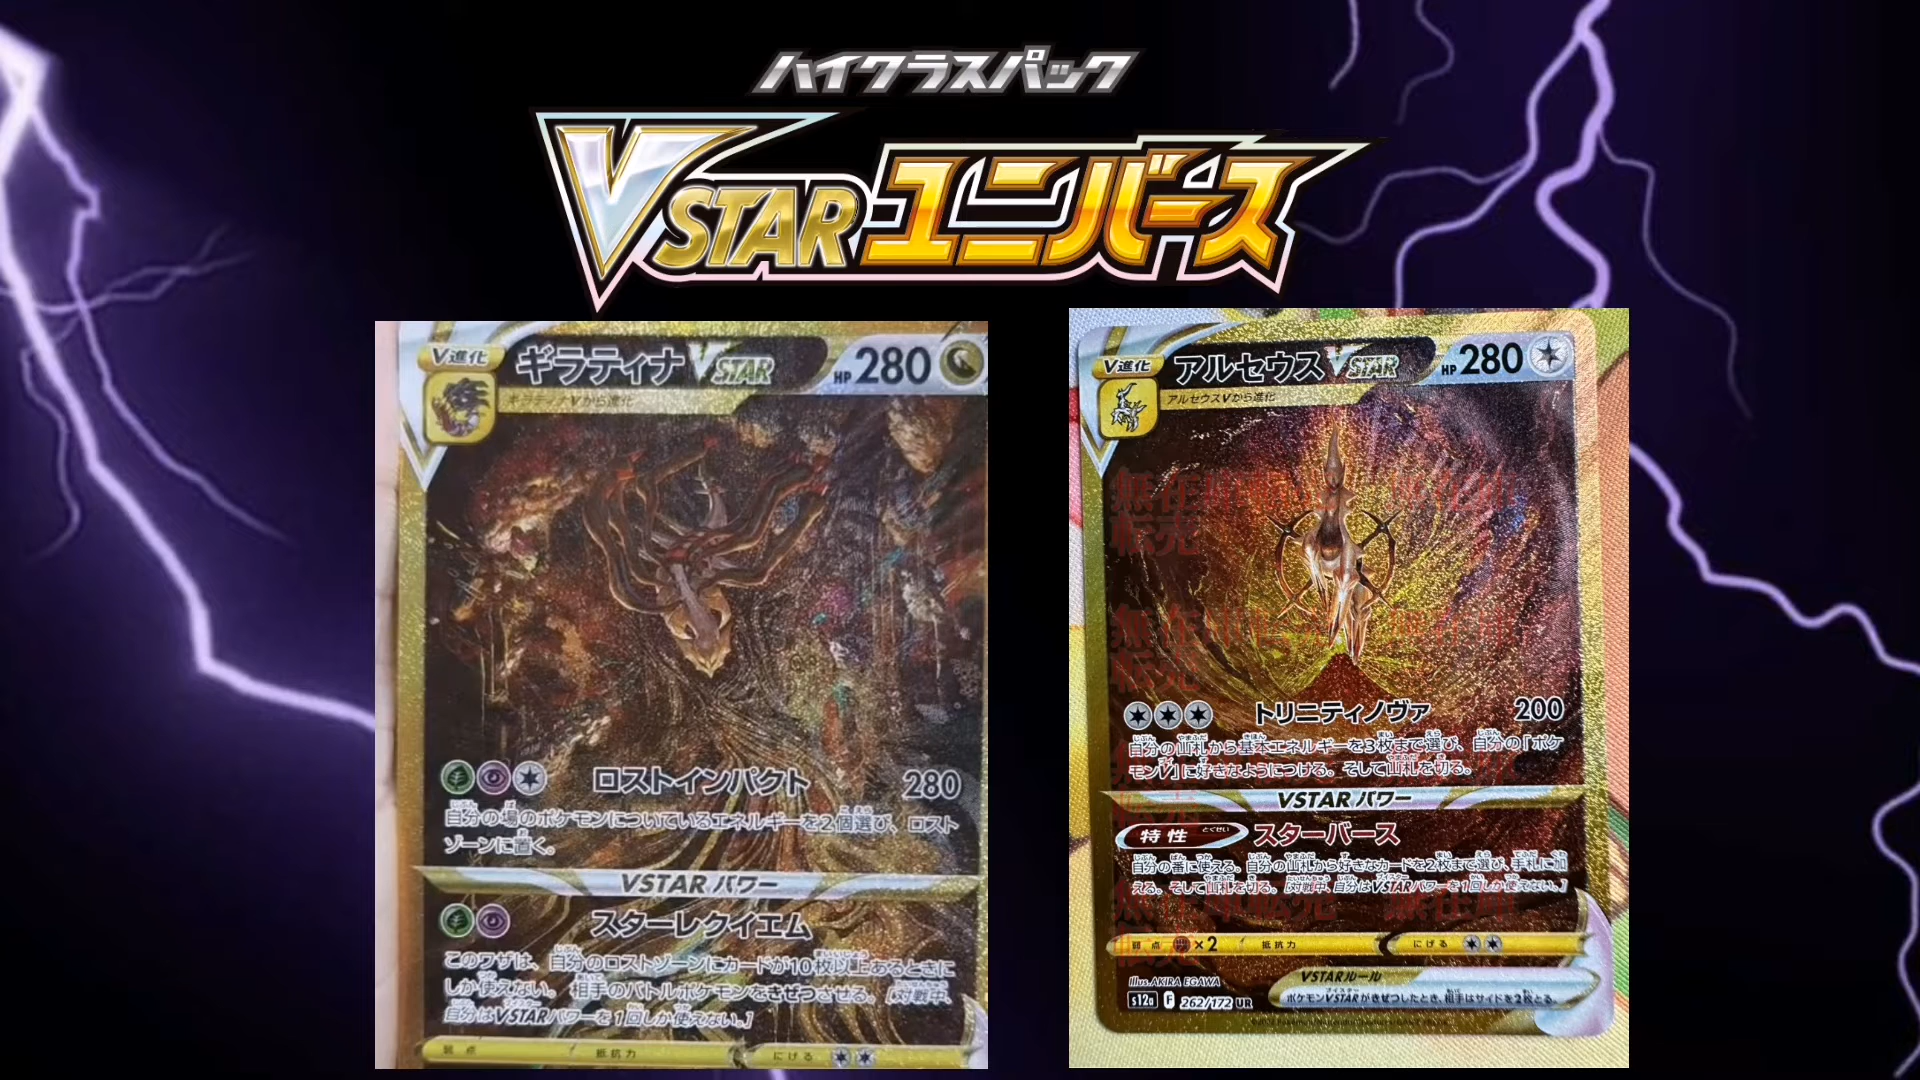 ハイクラスパック
VSTARユニバース
V進化
ギラティナVSTAR
HP 280
ギラティナVから進化
ロストインパクト 280
自分の場のポケモンについているエネルギーを2個選び、ロスト
ゾーンに置く。
VSTARパワー
スターレクイエム
このワザは、自分のロストゾーンにカードが10枚以上あるときに
しか使えない。相手のバトルポケモンをきぜつさせる。[対戦中、
自分はVSTARパワーを1回しか使えない。]
弱点 抵抗力 にげる
V進化
アルセウスVSTAR
HP 280
アルセウスVから進化
トリニティノヴァ 200
自分の山札から基本エネルギーを3枚まで選び、自分の「ポケ
モンV」に好きなようにつける。そして山札を切る。
VSTARパワー
特性 スターバース
自分の番に使える。自分の山札から好きなカードを2枚まで選び、手札に加
える。そして山札を切る。[対戦中、自分はVSTARパワーを1回しか使えない。]
弱点 ×2 抵抗力 にげる
illus. AKIRA EGAWA
VSTARルール
s12a F 262/172 UR
ポケモンVSTARがきぜつしたとき、相手はサイドを2枚とる。